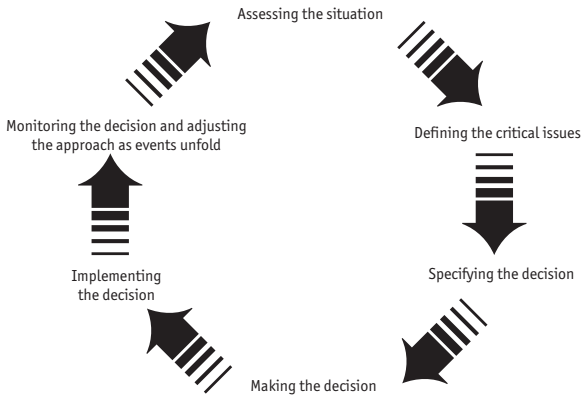 Assessing the situation
Defining the critical issues
Specifying the decision
Making the decision
Implementing
the decision
Monitoring the decision and adjusting
the approach as events unfold